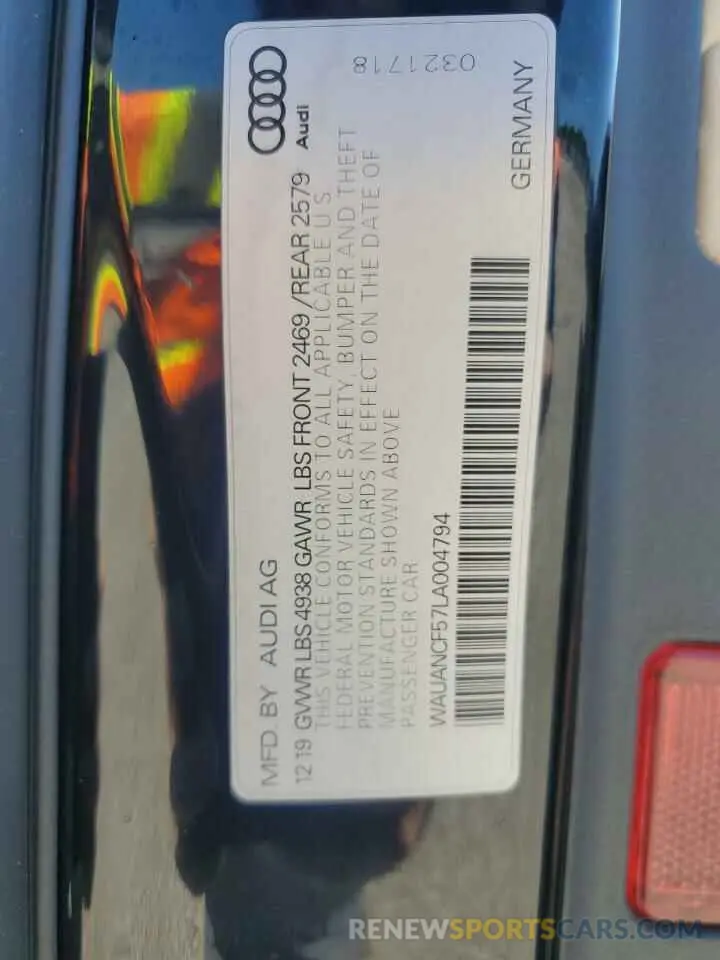 MFD. BY AUDI AG
12 19 GVWR LBS 4938 GAWR LBS FRONT 2469 /REAR 2579
THIS VEHICLE CONFORMS TO ALL APPLICABLE U S
FEDERAL MOTOR VEHICLE SAFETY, BUMPER AND THEFT
PREVENTION STANDARDS IN EFFECT ON THE DATE OF
MANUFACTURE SHOWN ABOVE
PASSENGER CAR
WAUANCF57LA004794
Audi
0321718
GERMANY
RENEWSPORTSCARS.COM